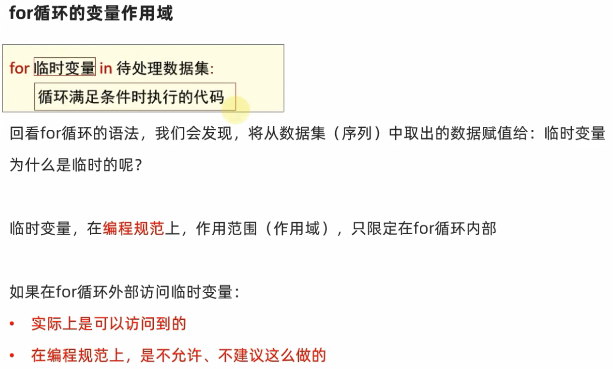 for循环的变量作用域
for 临时变量 in 待处理数据集:
循环满足条件时执行的代码
回看for循环的语法，我们会发现，将从数据集（序列）中取出的数据赋值给：临时变量
为什么是临时的呢？
临时变量，在编程规范上，作用范围（作用域），只限定在for循环内部
如果在for循环外部访问临时变量：
• 实际上是可以访问到的
• 在编程规范上，是不允许、不建议这么做的